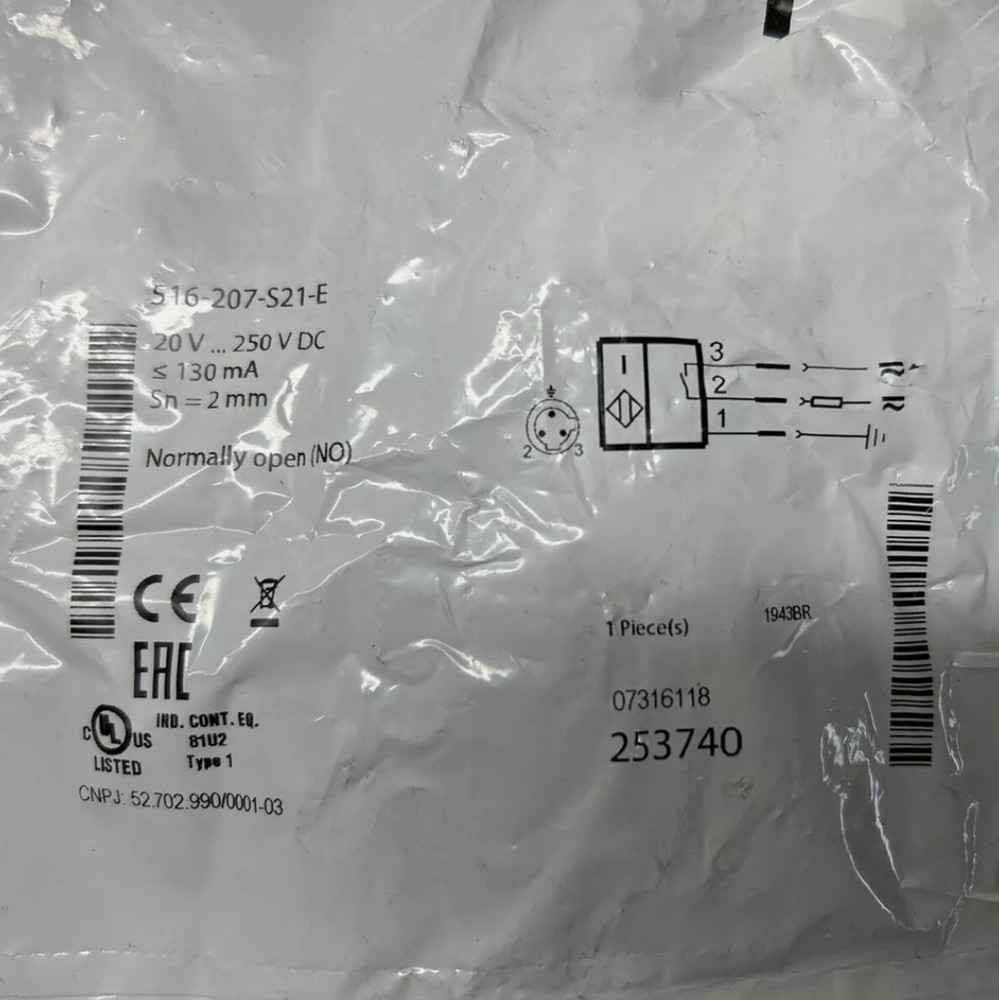 516-207-S21-E
20 V ... 250 V DC
≤ 130 mA
Sn = 2 mm
Normally open (NO)
CE
EAC
C UL US
LISTED
IND. CONT. EQ.
81U2
Type 1
CNPJ: 52.702.990/0001-03
2 3
3
2
1
1 Piece(s)
1943BR
07316118
253740